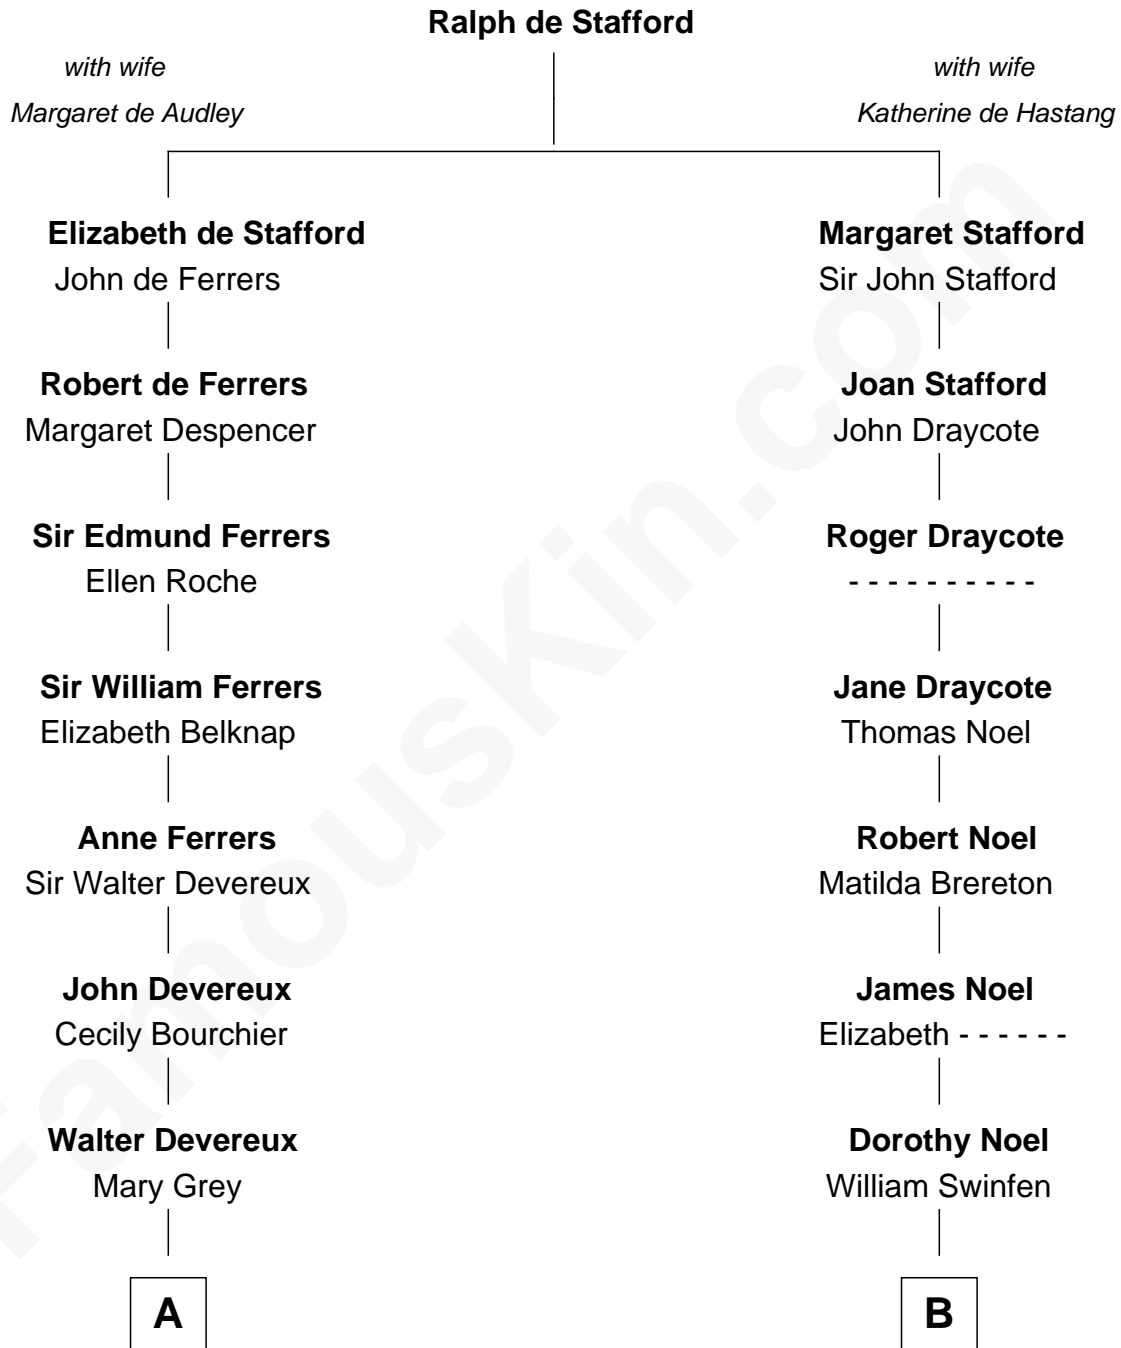 Ralph de Stafford
with wife
Margaret de Audley
with wife
Katherine de Hastang
Elizabeth de Stafford
John de Ferrers
Margaret Stafford
Sir John Stafford
Robert de Ferrers
Margaret Despencer
Joan Stafford
John Draycote
Sir Edmund Ferrers
Ellen Roche
Roger Draycote
- - - - - - - - - -
Sir William Ferrers
Elizabeth Belknap
Jane Draycote
Thomas Noel
Anne Ferrers
Sir Walter Devereux
Robert Noel
Matilda Brereton
John Devereux
Cecily Bourchier
James Noel
Elizabeth - - - - - -
Walter Devereux
Mary Grey
Dorothy Noel
William Swinfen
A
B
FamousKin.com